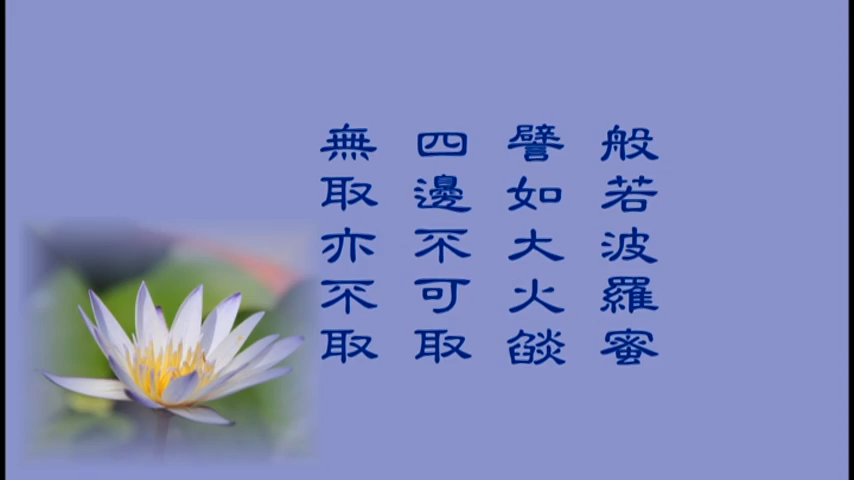 般若波羅蜜
譬如大火燄
四邊不可取
無取亦不取